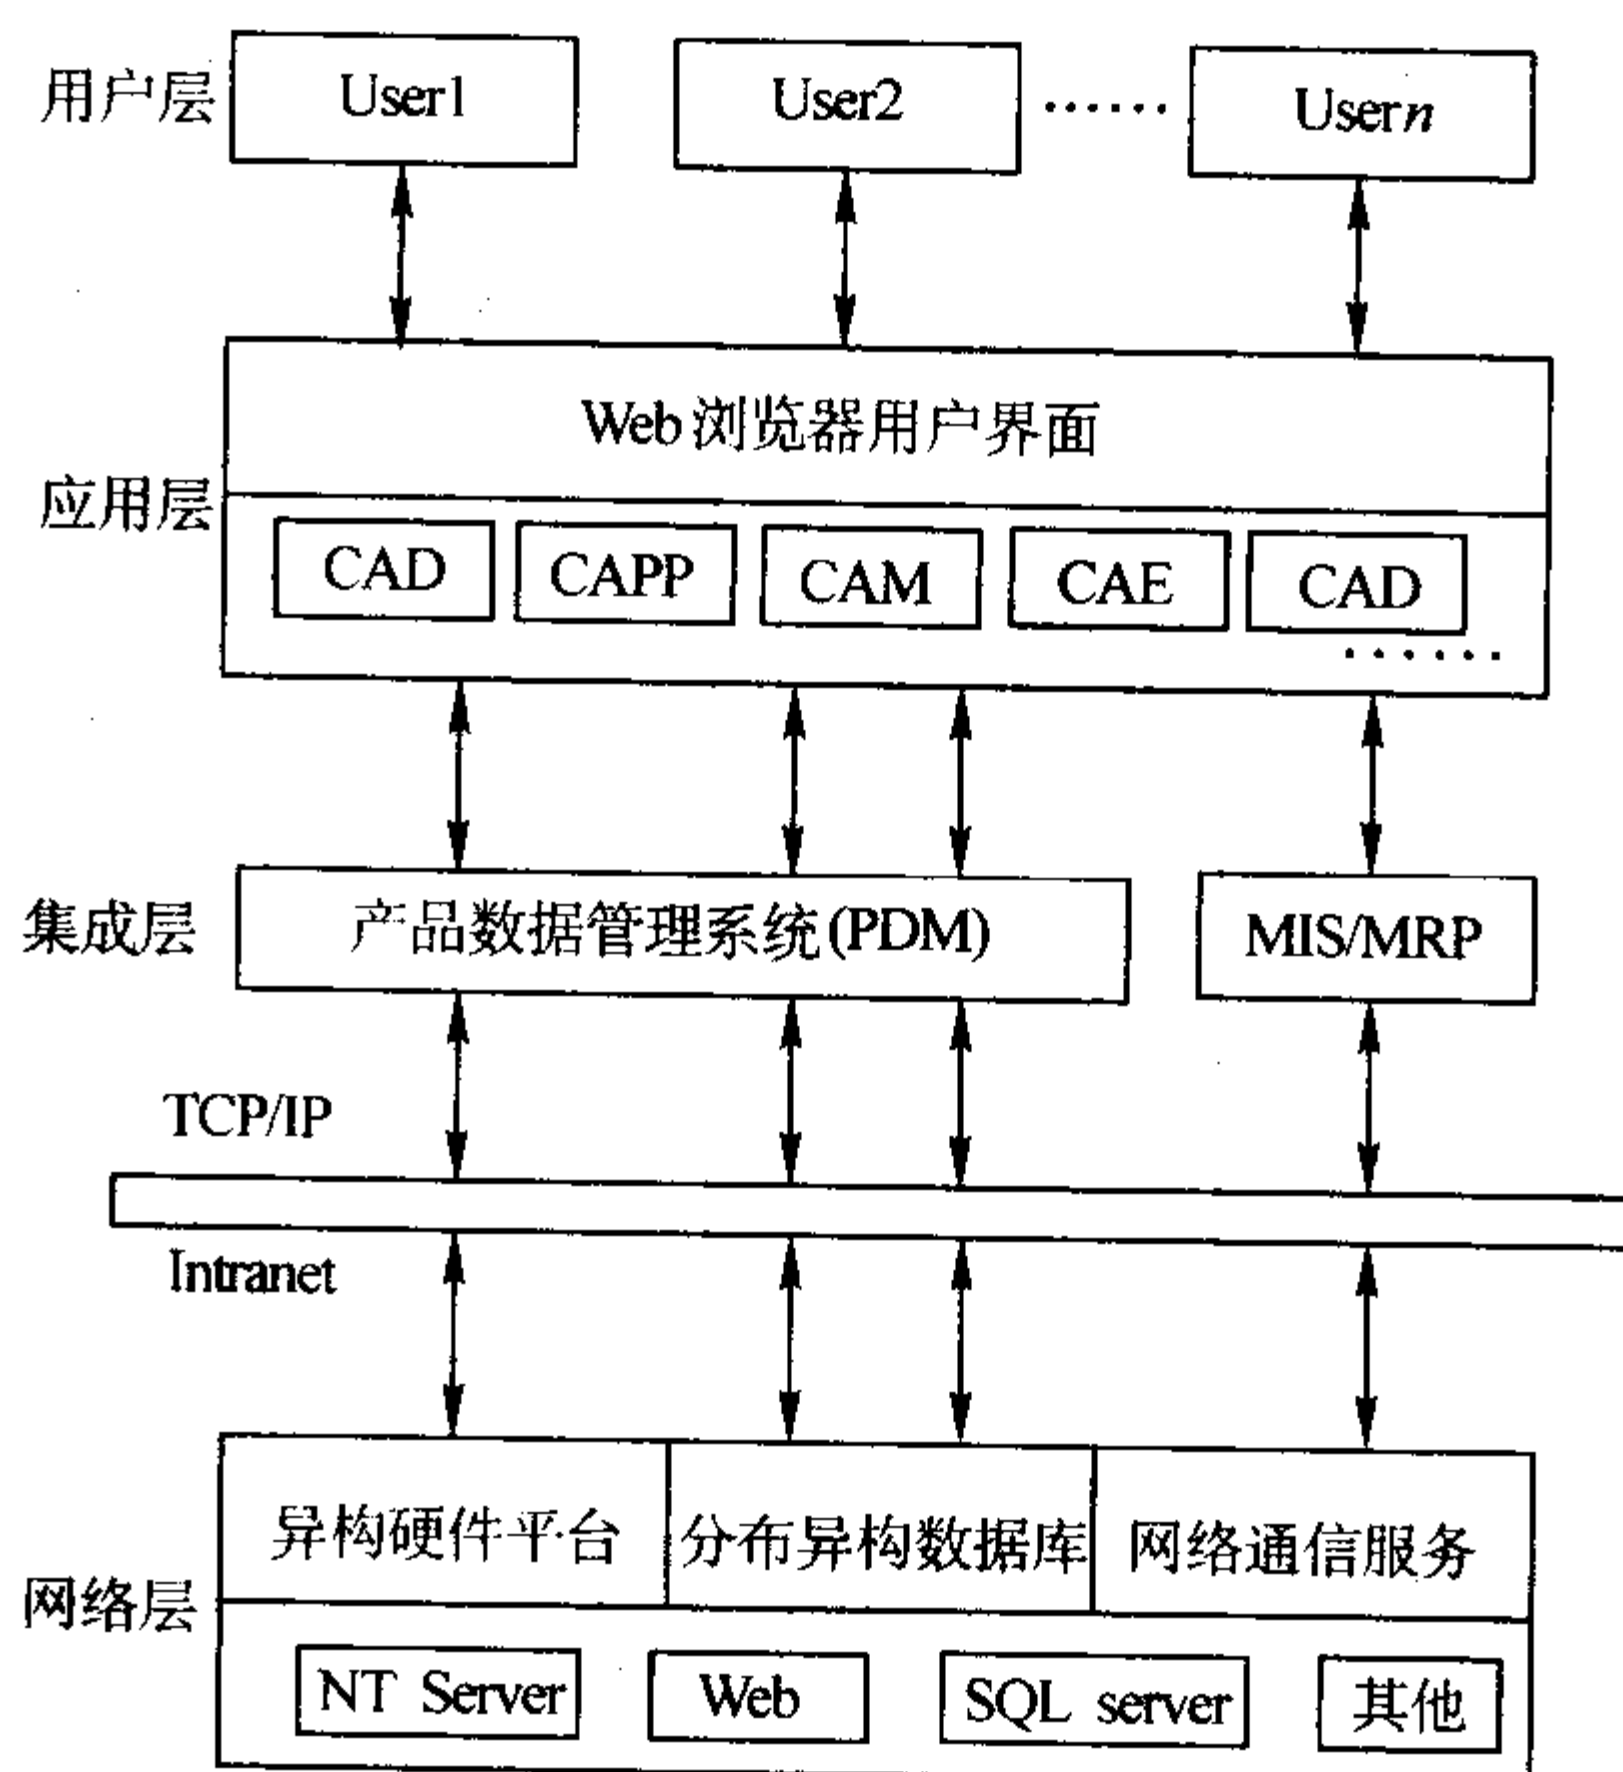 用户层 User1 User2 …… Usern
Web浏览器用户界面
应用层
CAD CAPP CAM CAE CAD
……
集成层 产品数据管理系统(PDM) MIS/MRP
TCP/IP
Intranet
异构硬件平台 分布异构数据库 网络通信服务
网络层
NT Server Web SQL server 其他